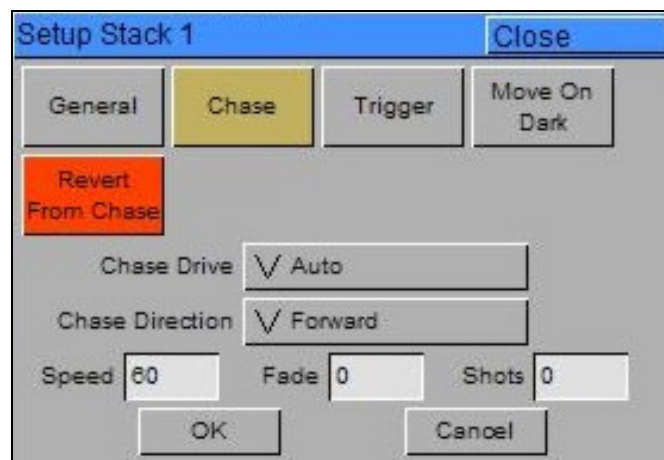 Setup Stack 1 Close
General Chase Trigger Move On
Dark
Revert
From Chase
Chase Drive Auto
Chase Direction Forward
Speed 60 Fade 0 Shots 0
OK Cancel